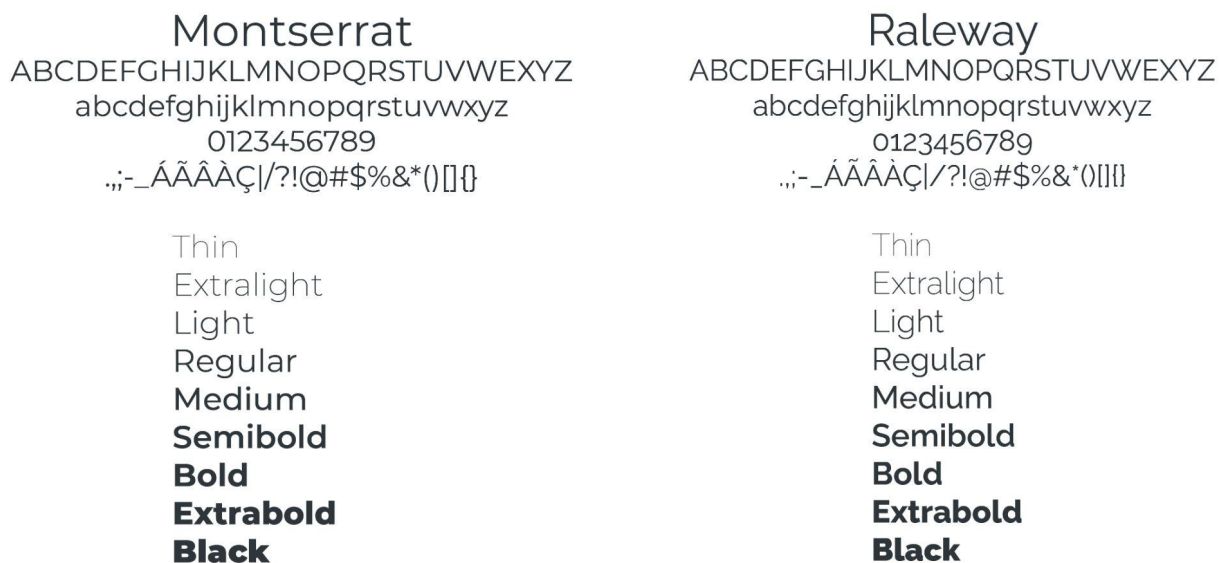 Montserrat
ABCDEFGHIJKLMNOPQRSTUVWEXYZ
abcdefghijklmnopqrstuvwxyz
0123456789
.,;-_ÁÃÂÀÇ|/?!@#$%&*()[]{}
Thin
Extralight
Light
Regular
Medium
Semibold
Bold
Extrabold
Black
Raleway
ABCDEFGHIJKLMNOPQRSTUVWEXYZ
abcdefghijklmnopqrstuvwxyz
0123456789
.,;-_ÁÃÂÀÇ|/?!@#$%&*()[]{}
Thin
Extralight
Light
Regular
Medium
Semibold
Bold
Extrabold
Black